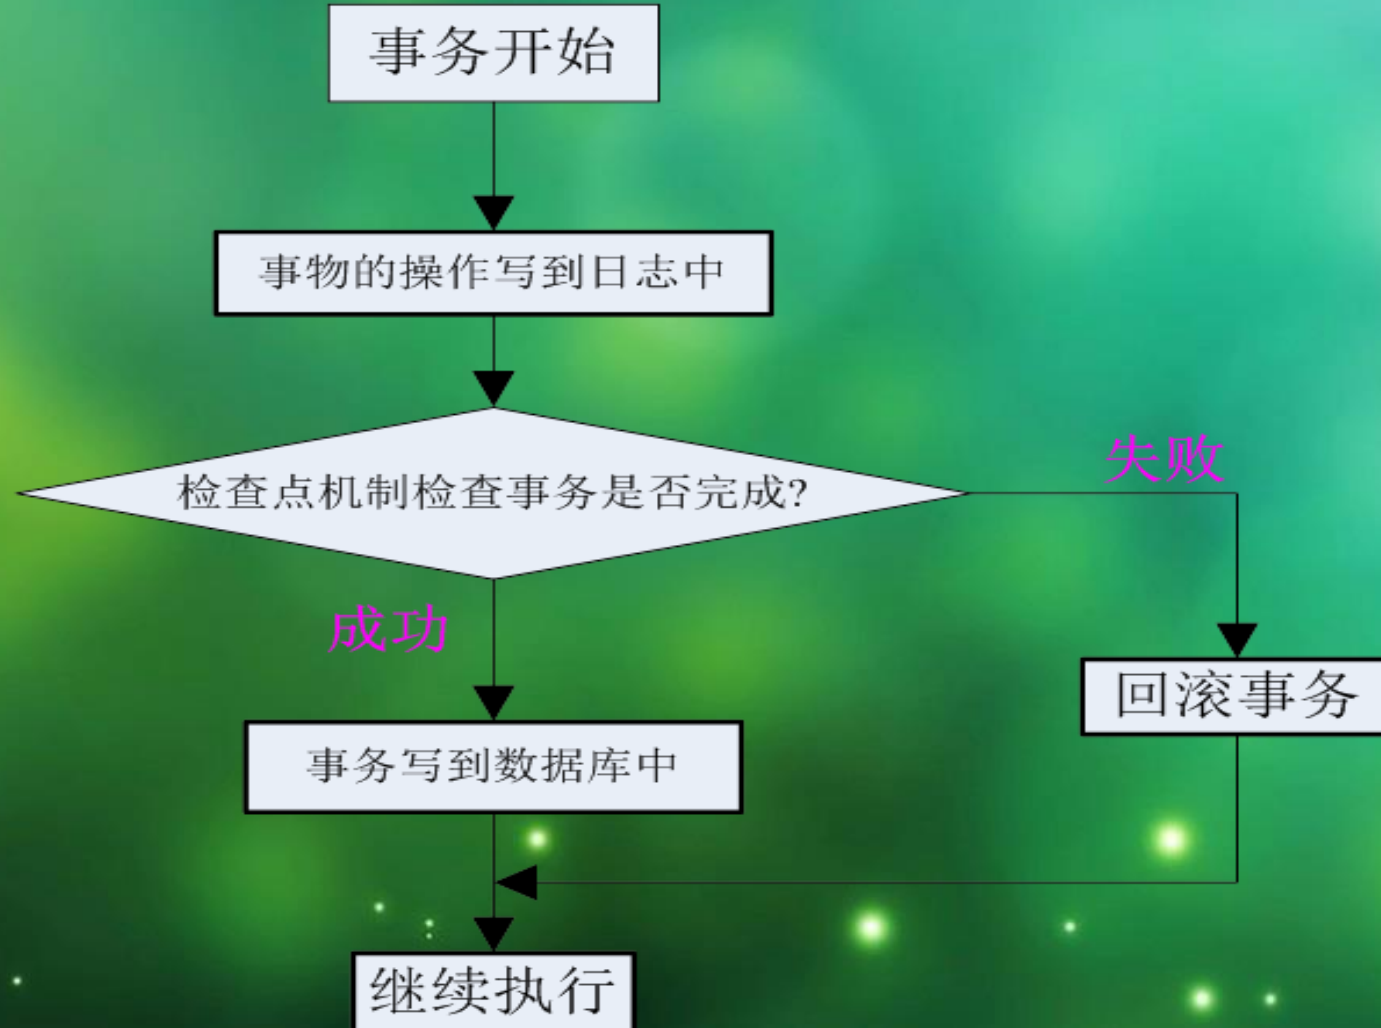 事务开始
事物的操作写到日志中
检查点机制检查事务是否完成?
失败
成功
回滚事务
事务写到数据库中
继续执行